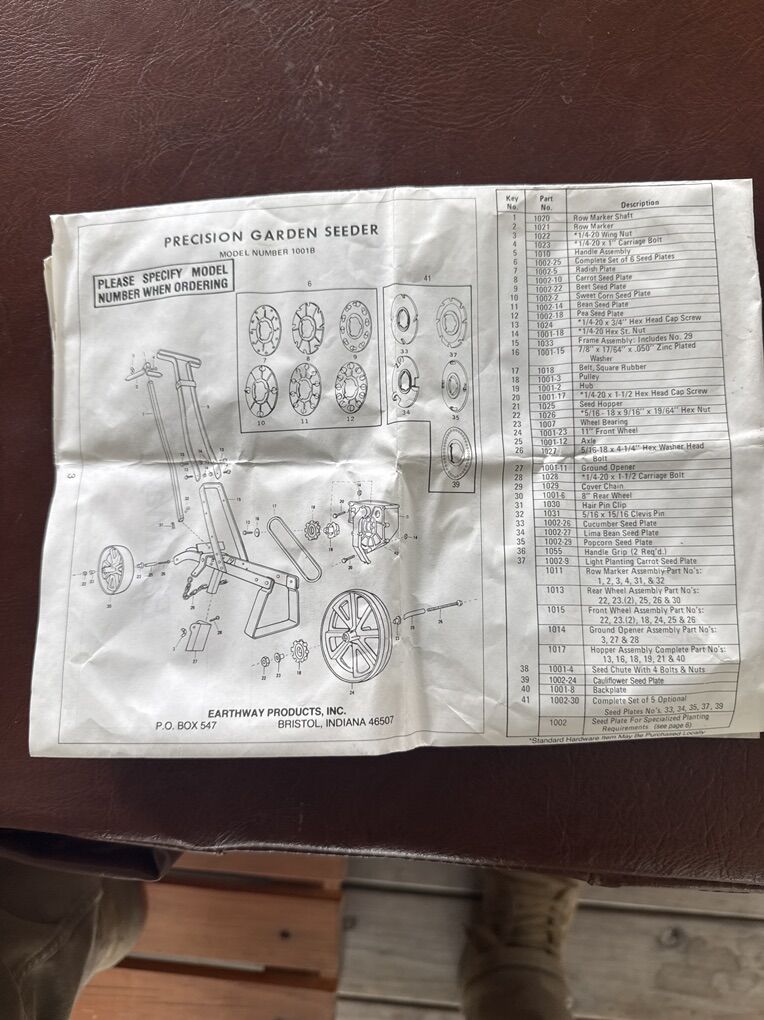 PRECISION GARDEN SEEDER
MODEL NUMBER 1001B
PLEASE SPECIFY MODEL
NUMBER WHEN ORDERING
6
41
7
8
9
33
37
10
11
12
34
35
39
3
EARTHWAY PRODUCTS, INC.
P.O. BOX 547 BRISTOL, INDIANA 46507
Key No. Part No. Description
1 1020 Row Marker Shaft
2 1021 Row Marker
3 1022 *1/4-20 Wing Nut
4 1023 *1/4-20 x 1" Carriage Bolt
5 1010 Handle Assembly
6 1002-25 Complete Set of 6 Seed Plates
7 1002-5 Radish Plate
8 1002-10 Carrot Seed Plate
9 1002-22 Beet Seed Plate
10 1002-2 Sweet Corn Seed Plate
11 1002-14 Bean Seed Plate
12 1002-18 Pea Seed Plate
13 1024 *1/4-20 x 3/4" Hex Head Cap Screw
14 1001-18 *1/4-20 Hex St. Nut
15 1033 Frame Assembly: Includes No. 29
16 1001-15 7/8" x 17/64" x .050" Zinc Plated
Washer
17 1018 Belt, Square Rubber
18 1001-3 Pulley
19 1001-2 Hub
20 1001-17 *1/4-20 x 1-1/2 Hex Head Cap Screw
21 1025 Seed Hopper
22 1026 *5/16 - 18 x 9/16" x 19/64" Hex Nut
23 1007 Wheel Bearing
24 1001-23 11" Front Wheel
25 1001-12 Axle
26 1027 5/16-18 x 4-1/4" Hex Washer Head
Bolt
27 1001-11 Ground Opener
28 1028 *1/4-20 x 1-1/2 Carriage Bolt
29 1029 Cover Chain
30 1001-6 8" Rear Wheel
31 1030 Hair Pin Clip
32 1031 5/16 x 15/16 Clevis Pin
33 1002-26 Cucumber Seed Plate
34 1002-27 Lima Bean Seed Plate
35 1002-29 Popcorn Seed Plate
36 1055 Handle Grip (2 Req'd.)
37 1002-9 Light Planting Carrot Seed Plate
1011 Row Marker Assembly-Part No's:
1, 2, 3, 4, 31, & 32
1013 Rear Wheel Assembly Part No's:
22, 23.(2), 25, 26 & 30
1015 Front Wheel Assembly Part No's:
22, 23.(2), 18, 24, 25 & 26
1014 Ground Opener Assembly Part No's:
3, 27 & 28
1017 Hopper Assembly Complete Part No's:
13, 16, 18, 19, 21 & 40
38 1001-4 Seed Chute With 4 Bolts & Nuts
39 1002-24 Cauliflower Seed Plate
40 1001-8 Backplate
41 1002-30 Complete Set of 5 Optional
Seed Plates No's. 33, 34, 35, 37, 39
1002 Seed Plate For Specialized Planting
Requirements (see page 6)
*Standard Hardware Item May Be Purchased Locally